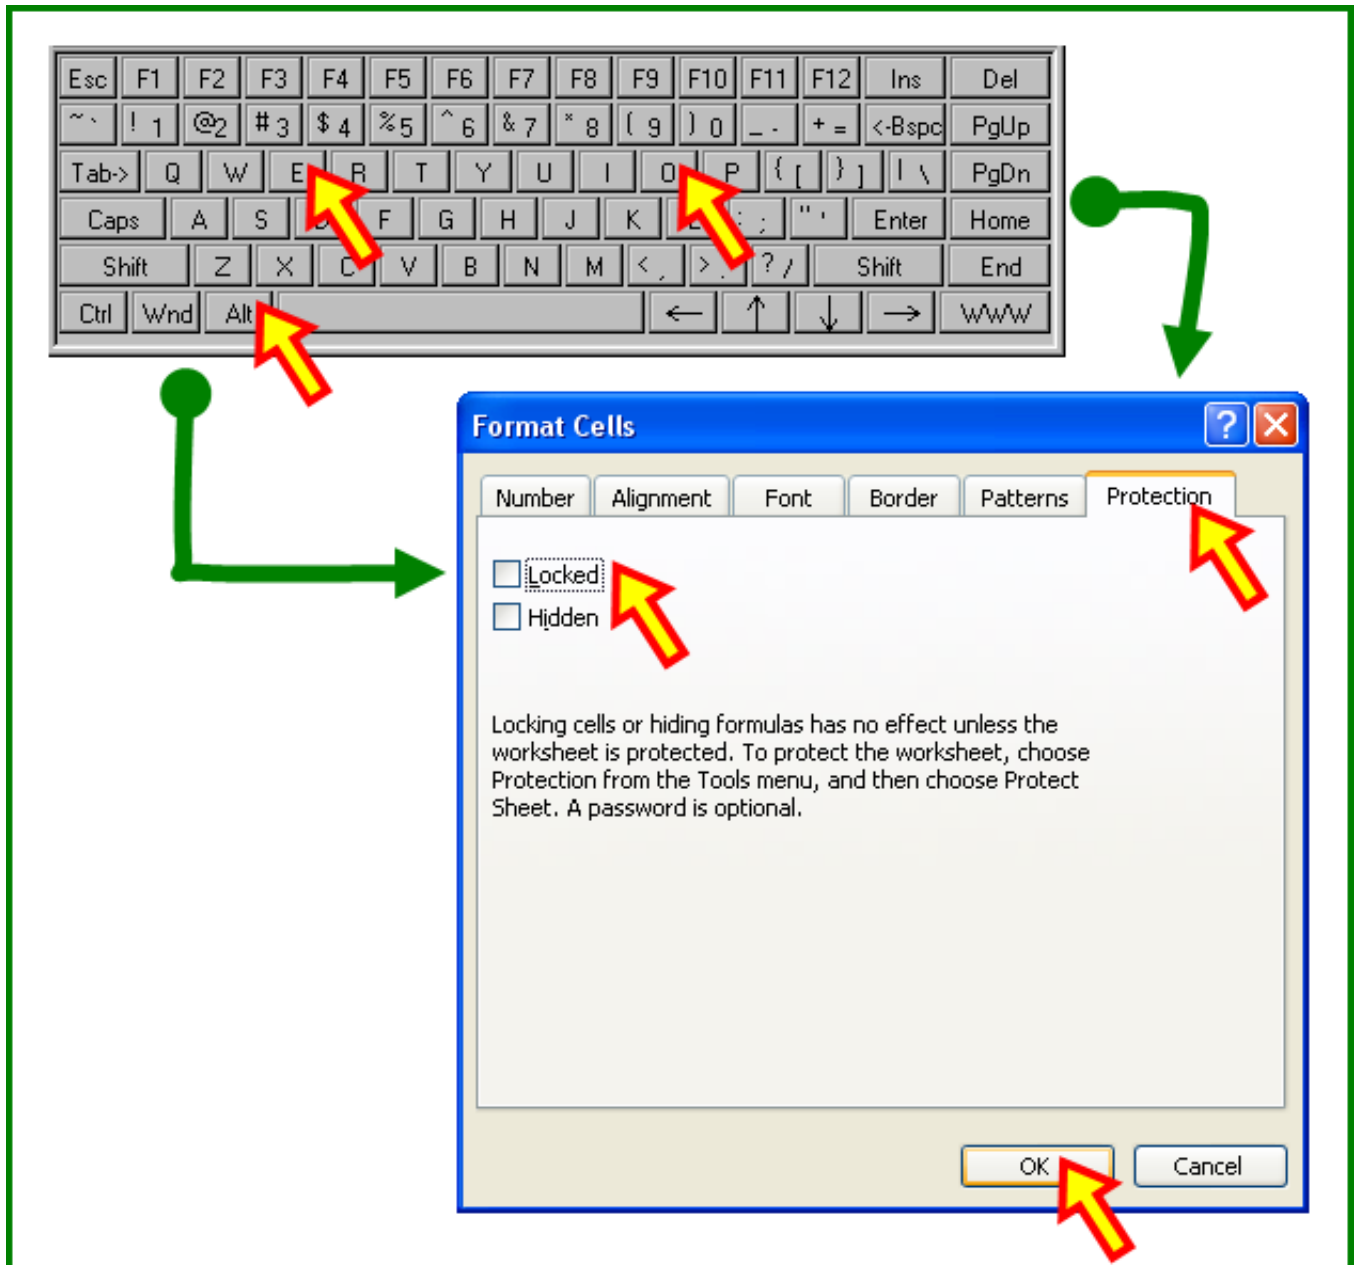 Esc F1 F2 F3 F4 F5 F6 F7 F8 F9 F10 F11 F12 Ins Del
~ ` ! 1 @2 # 3 $ 4 % 5 ^ 6 & 7 * 8 ( 9 ) 0 _ - + = <-Bspc PgUp
Tab-> Q W E R T Y U I O P { [ } ] | \ PgDn
Caps A S D F G H J K L : ; " ' Enter Home
Shift Z X C V B N M < , > . ? / Shift End
Ctrl Wnd Alt ← ↑ ↓ → WWW
Format Cells
Number Alignment Font Border Patterns Protection
Locked
Hidden
Locking cells or hiding formulas has no effect unless the
worksheet is protected. To protect the worksheet, choose
Protection from the Tools menu, and then choose Protect
Sheet. A password is optional.
OK Cancel